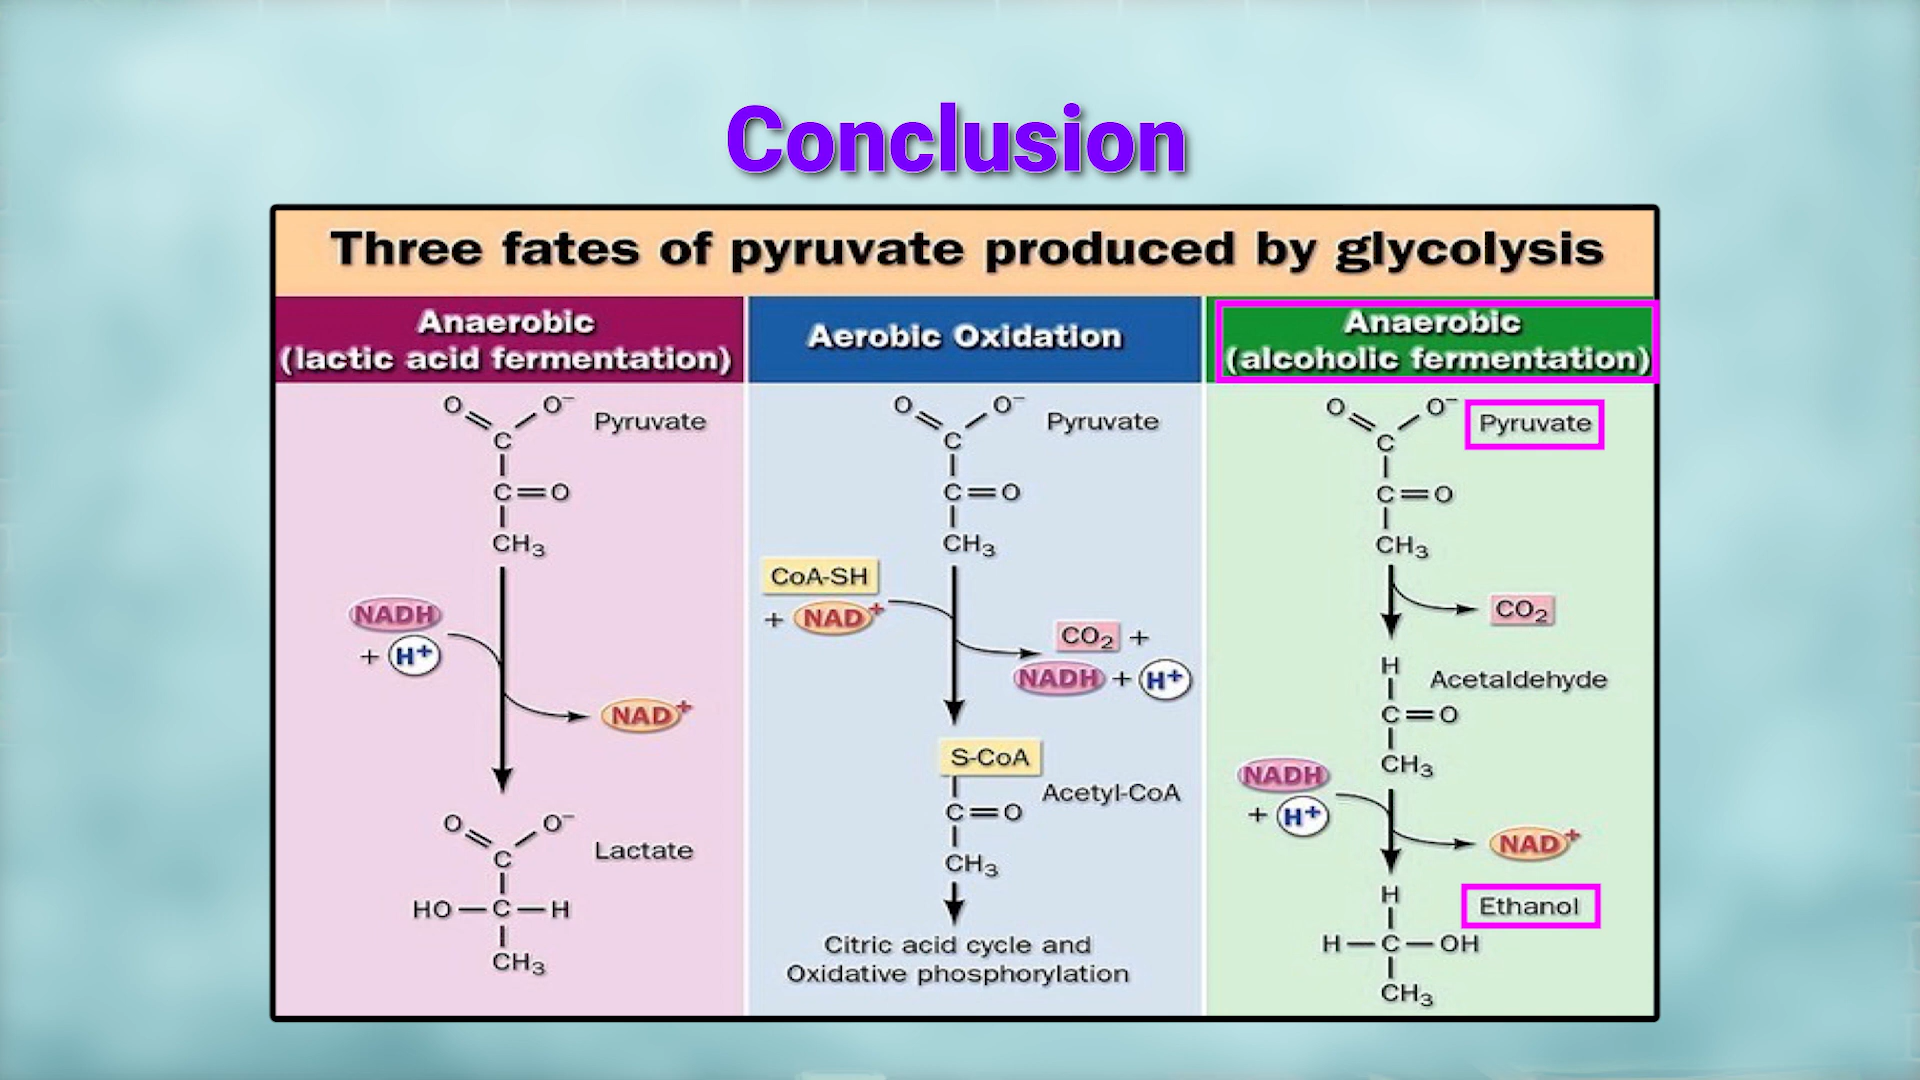 Conclusion
Three fates of pyruvate produced by glycolysis
Anaerobic
(lactic acid fermentation)
O O⁻ Pyruvate
C
C=O
CH₃
NADH
+ H⁺
NAD⁺
O O⁻
C Lactate
HO—C—H
CH₃
Aerobic Oxidation
O O⁻ Pyruvate
C
C=O
CH₃
CoA-SH
+ NAD⁺
CO₂ +
NADH + H⁺
S-CoA
Acetyl-CoA
C=O
CH₃
Citric acid cycle and
Oxidative phosphorylation
Anaerobic
(alcoholic fermentation)
O O⁻ Pyruvate
C
C=O
CH₃
CO₂
H
Acetaldehyde
C=O
CH₃
NADH
+ H⁺
NAD⁺
H
Ethanol
H—C—OH
CH₃